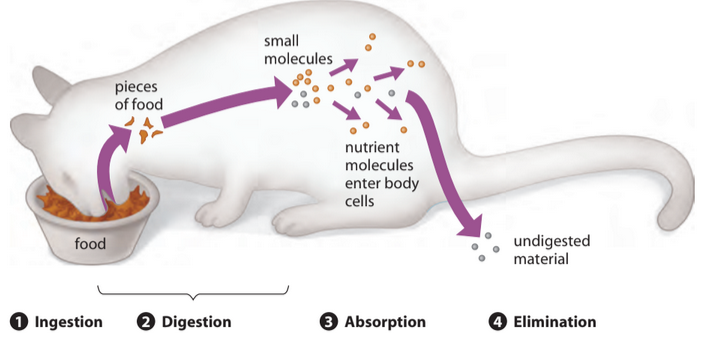 small
molecules
pieces
of food
nutrient
molecules
enter body
cells
food
undigested
material
1 Ingestion
2 Digestion
3 Absorption
4 Elimination